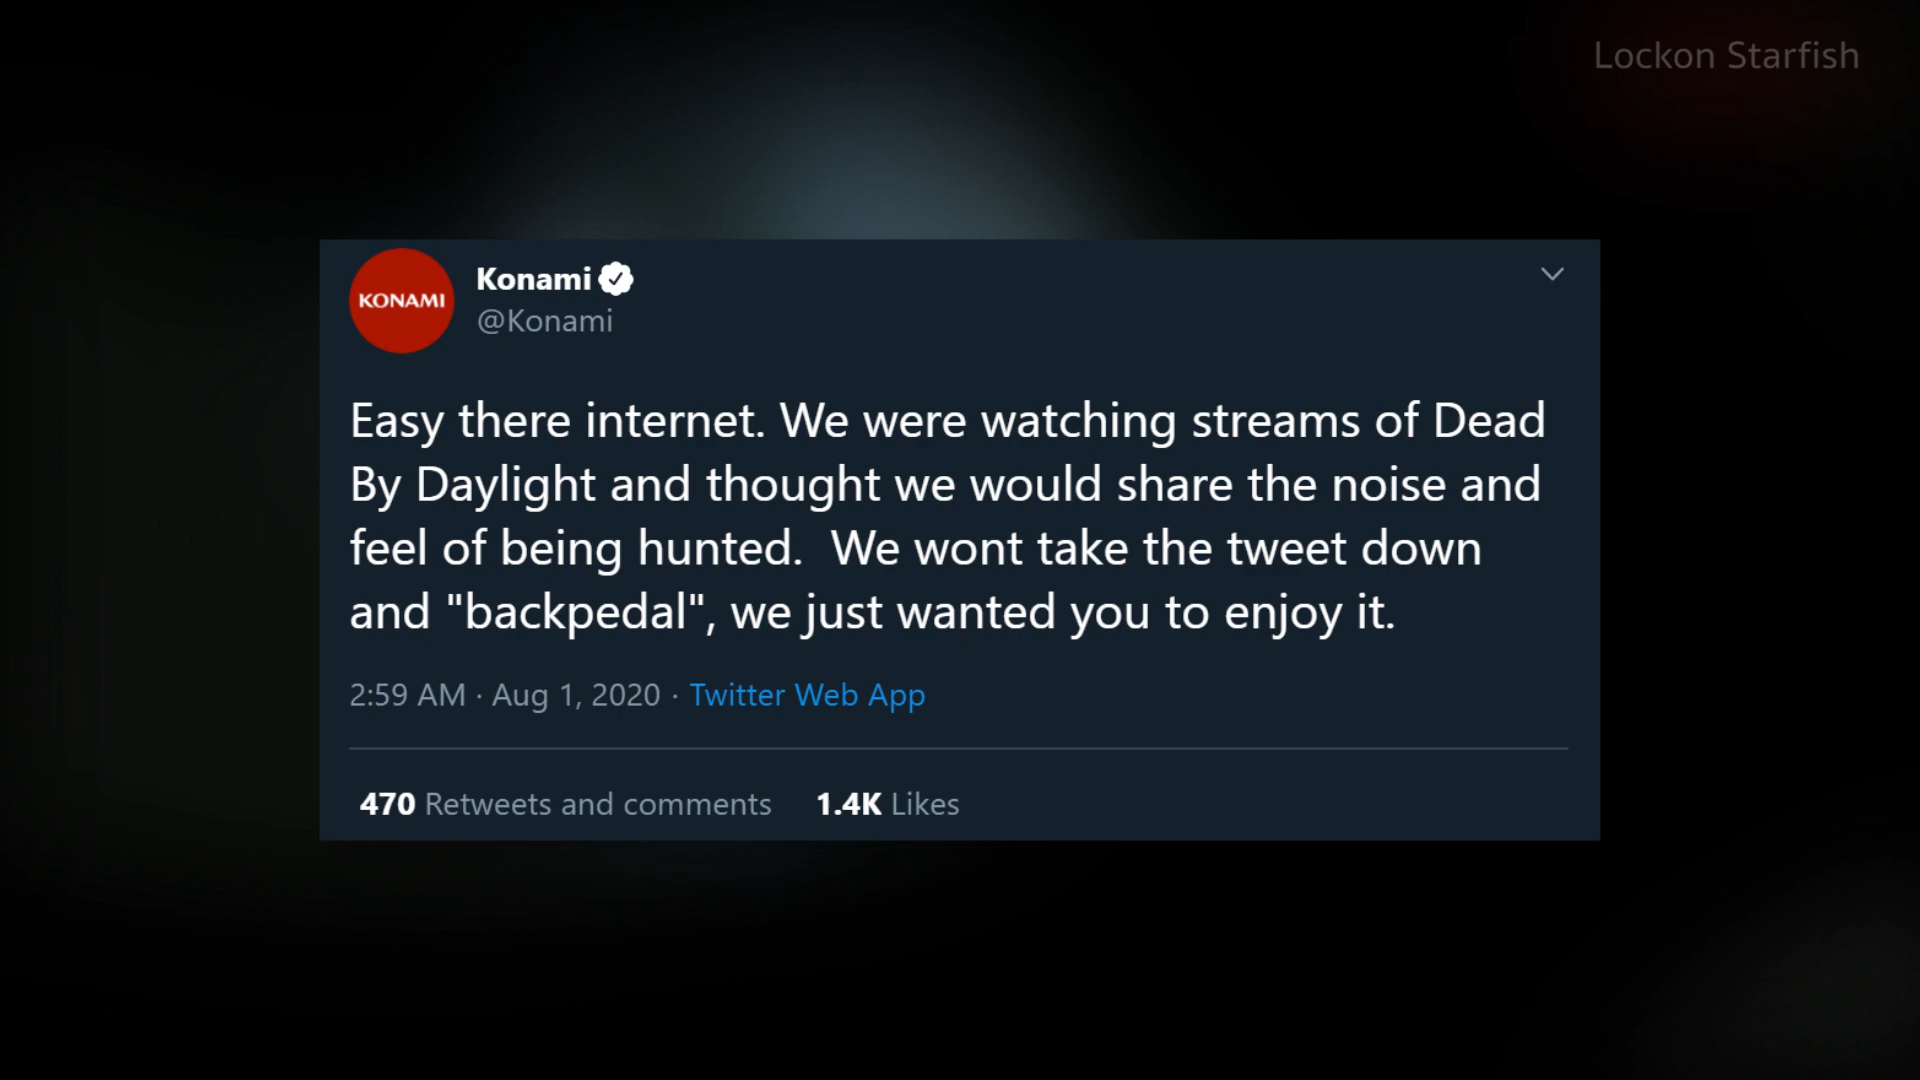 Lockon Starfish
KONAMI
Konami
@Konami
Easy there internet. We were watching streams of Dead
By Daylight and thought we would share the noise and
feel of being hunted.  We wont take the tweet down
and "backpedal", we just wanted you to enjoy it.
2:59 AM · Aug 1, 2020 · Twitter Web App
470 Retweets and comments 1.4K Likes